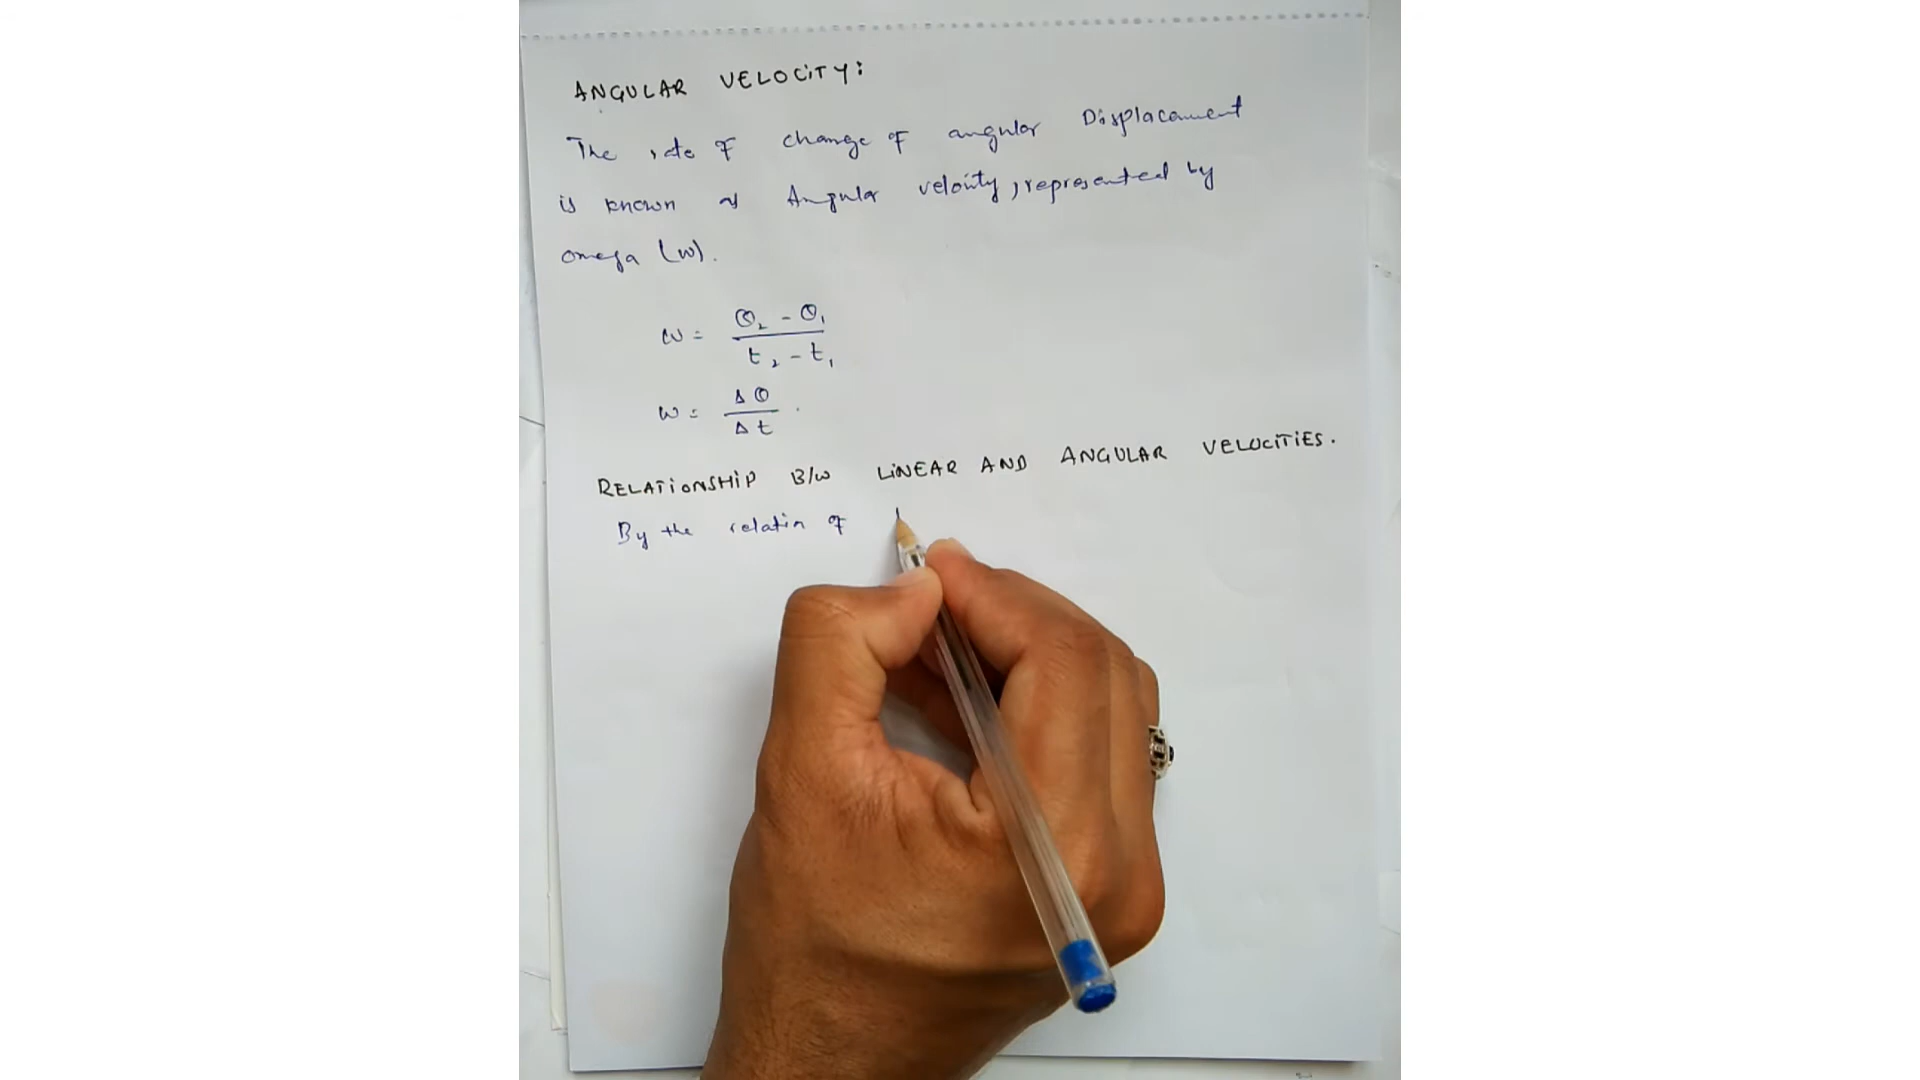 ANGULAR VELOCITY:
The rate of change of angular Displacement
is known as Angular velocity, represented by
omega (w).
ω = θ₂ - θ₁ / t₂ - t₁
ω = Δθ / Δt .
RELATIONSHIP B/W LINEAR AND ANGULAR VELOCITIES.
By the relation of